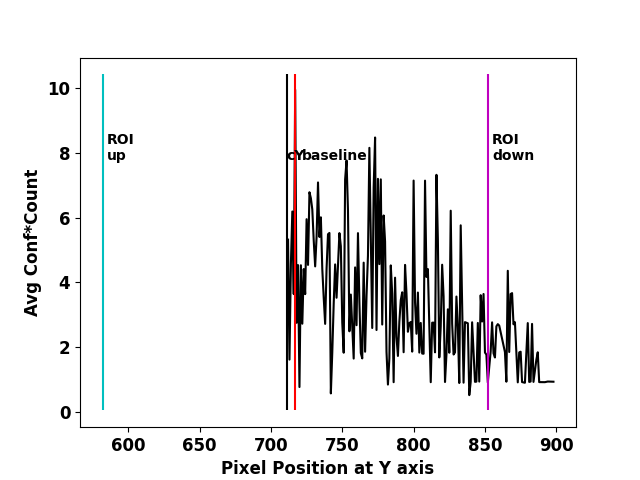 10
8
6
4
2
0
ROI
up
cY
baseline
ROI
down
Avg Conf*Count
600 650 700 750 800 850 900
Pixel Position at Y axis